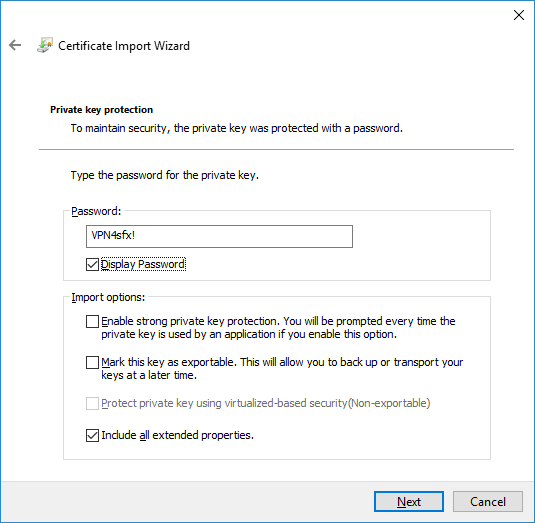 Certificate Import Wizard
Private key protection
To maintain security, the private key was protected with a password.
Type the password for the private key.
Password:
VPN4sfx!
Display Password
Import options:
Enable strong private key protection. You will be prompted every time the
private key is used by an application if you enable this option.
Mark this key as exportable. This will allow you to back up or transport your
keys at a later time.
Protect private key using virtualized-based security(Non-exportable)
Include all extended properties.
Next
Cancel